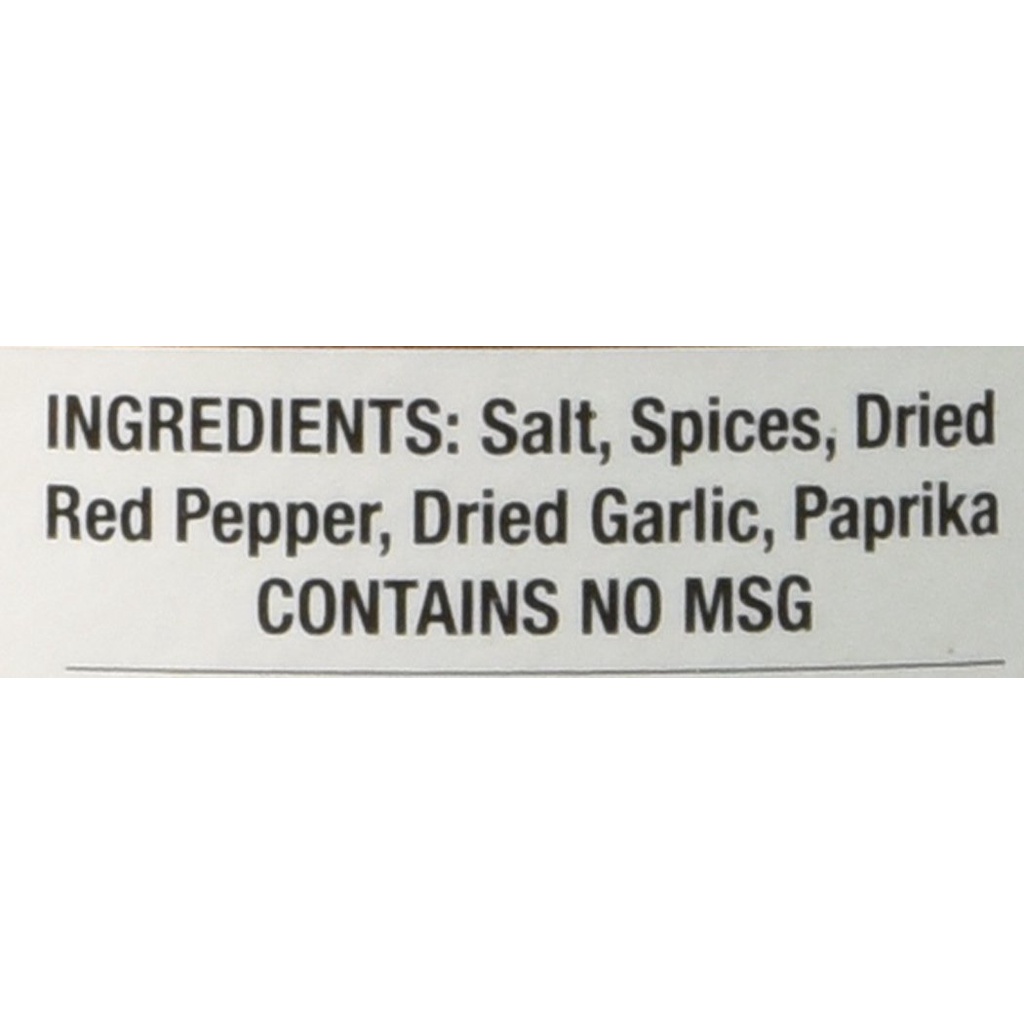 INGREDIENTS: Salt, Spices, Dried
Red Pepper, Dried Garlic, Paprika
CONTAINS NO MSG